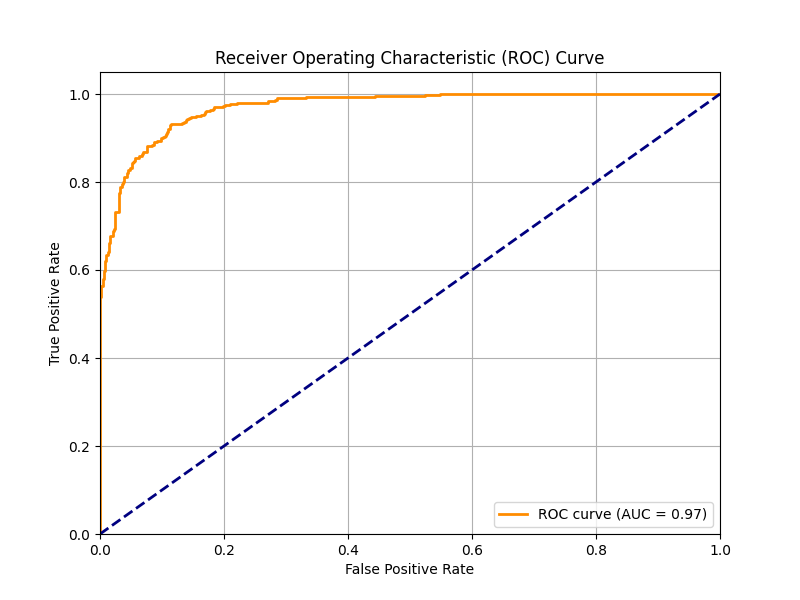 Receiver Operating Characteristic (ROC) Curve
True Positive Rate
1.0
0.8
0.6
0.4
0.2
0.0
ROC curve (AUC = 0.97)
0.0 0.2 0.4 0.6 0.8 1.0
False Positive Rate